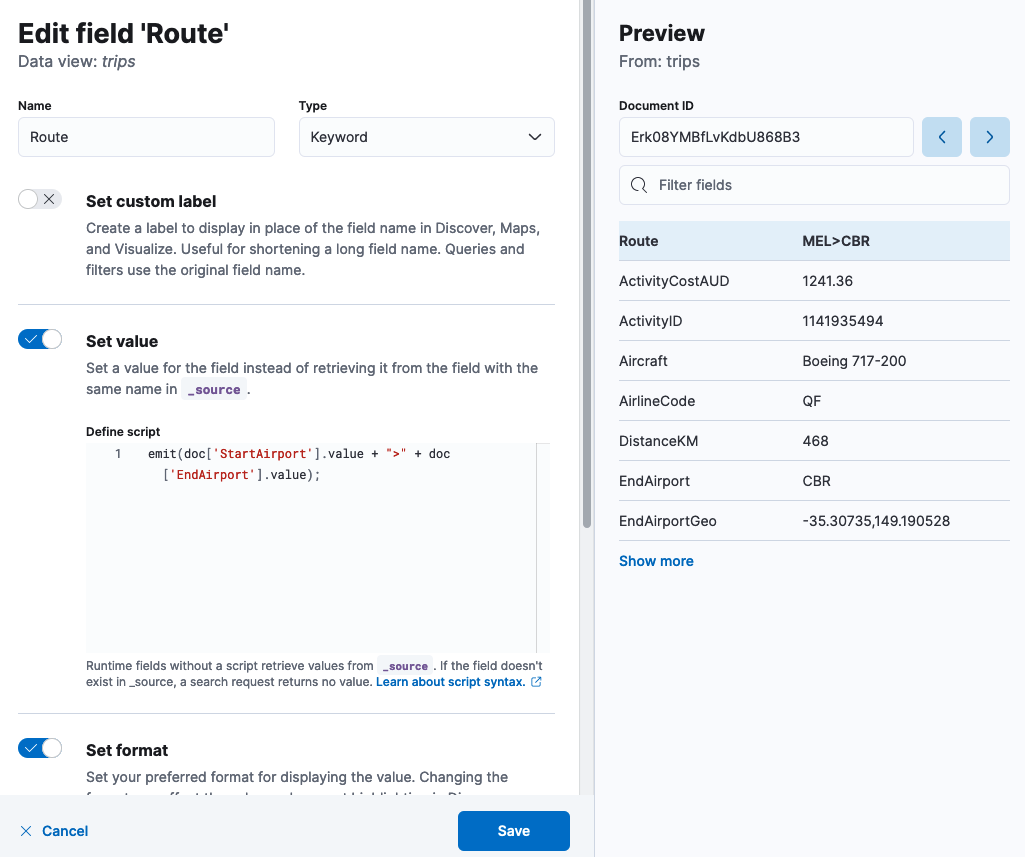 Edit field 'Route'
Data view: trips
Name
Type
Route
Keyword
Set custom label
Create a label to display in place of the field name in Discover, Maps,
and Visualize. Useful for shortening a long field name. Queries and
filters use the original field name.
Set value
Set a value for the field instead of retrieving it from the field with the
same name in _source .
Define script
1 emit(doc['StartAirport'].value + ">" + doc
['EndAirport'].value);
Runtime fields without a script retrieve values from _source . If the field doesn't
exist in _source, a search request returns no value. Learn about script syntax.
Set format
Set your preferred format for displaying the value. Changing the
Cancel
Save
Preview
From: trips
Document ID
Erk08YMBfLvKdbU868B3
Filter fields
Route MEL>CBR
ActivityCostAUD 1241.36
ActivityID 1141935494
Aircraft Boeing 717-200
AirlineCode QF
DistanceKM 468
EndAirport CBR
EndAirportGeo -35.30735,149.190528
Show more